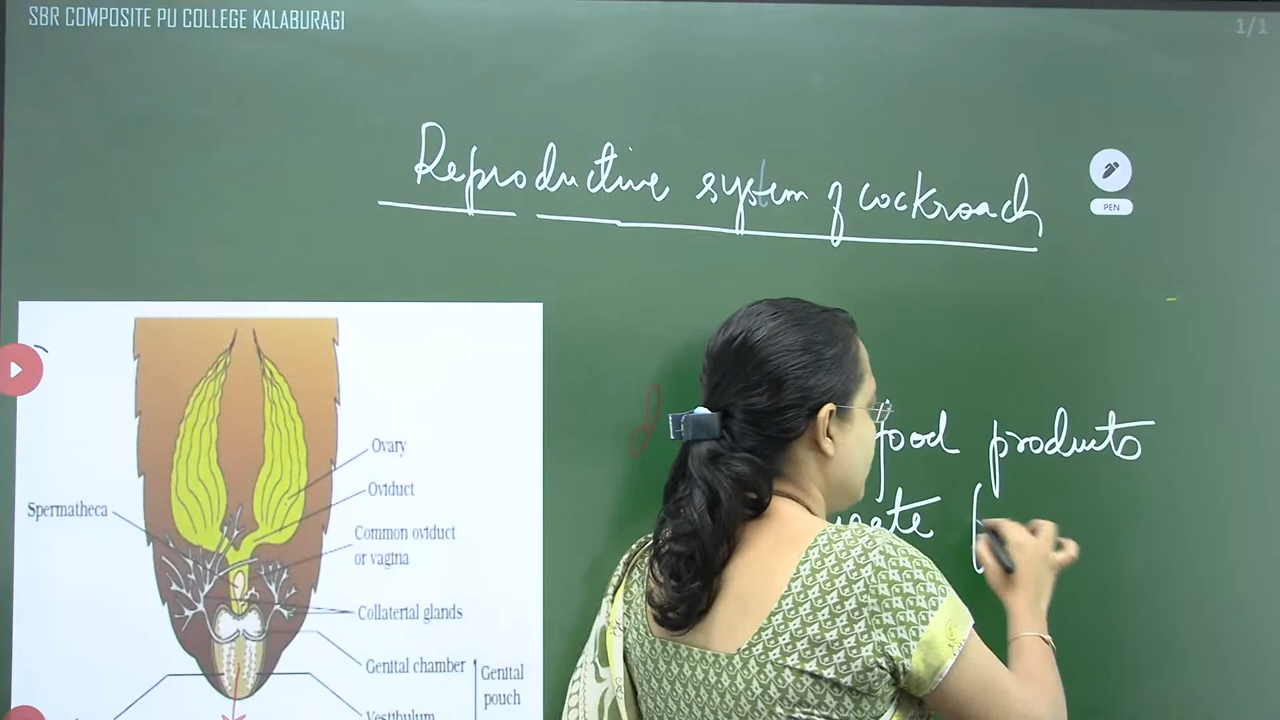 SBR COMPOSITE PU COLLEGE KALABURAGI
1/1
Reproductive system of cockroach
PEN
food products
Ovary
Oviduct
Spermatheca
Common oviduct
or vagina
Collaterial glands
Genital chamber
Genital
pouch
Vestibulum